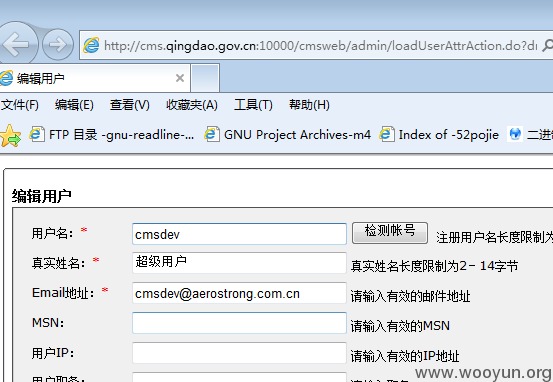 http://cms.qingdao.gov.cn:10000/cmsweb/admin/loadUserAttrAction.do?
编辑用户
文件(F) 编辑(E) 查看(V) 收藏夹(A) 工具(T) 帮助(H)
FTP 目录 -gnu-readline-... GNU Project Archives-m4 Index of -52pojie 二进制
编辑用户
用户名：* cmsdev 检测帐号 注册用户名长度限制为
真实姓名：* 超级用户 真实姓名长度限制为2- 14字节
Email地址：* cmsdev@aerostrong.com.cn 请输入有效的邮件地址
MSN： 请输入有效的MSN
用户IP： 请输入有效的IP地址
www.wooyun.org